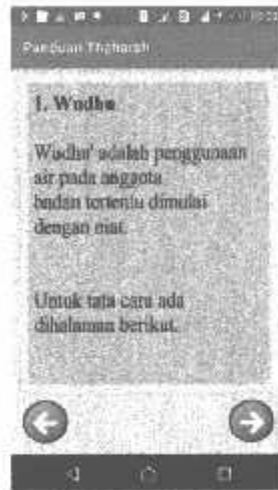 Panduan Thaharah
1. Wudhu
Wudhu' adalah penggunaan
air pada anggota
badan tertentu dimulai
dengan niat.
Untuk tata cara ada
dihalaman berikut.